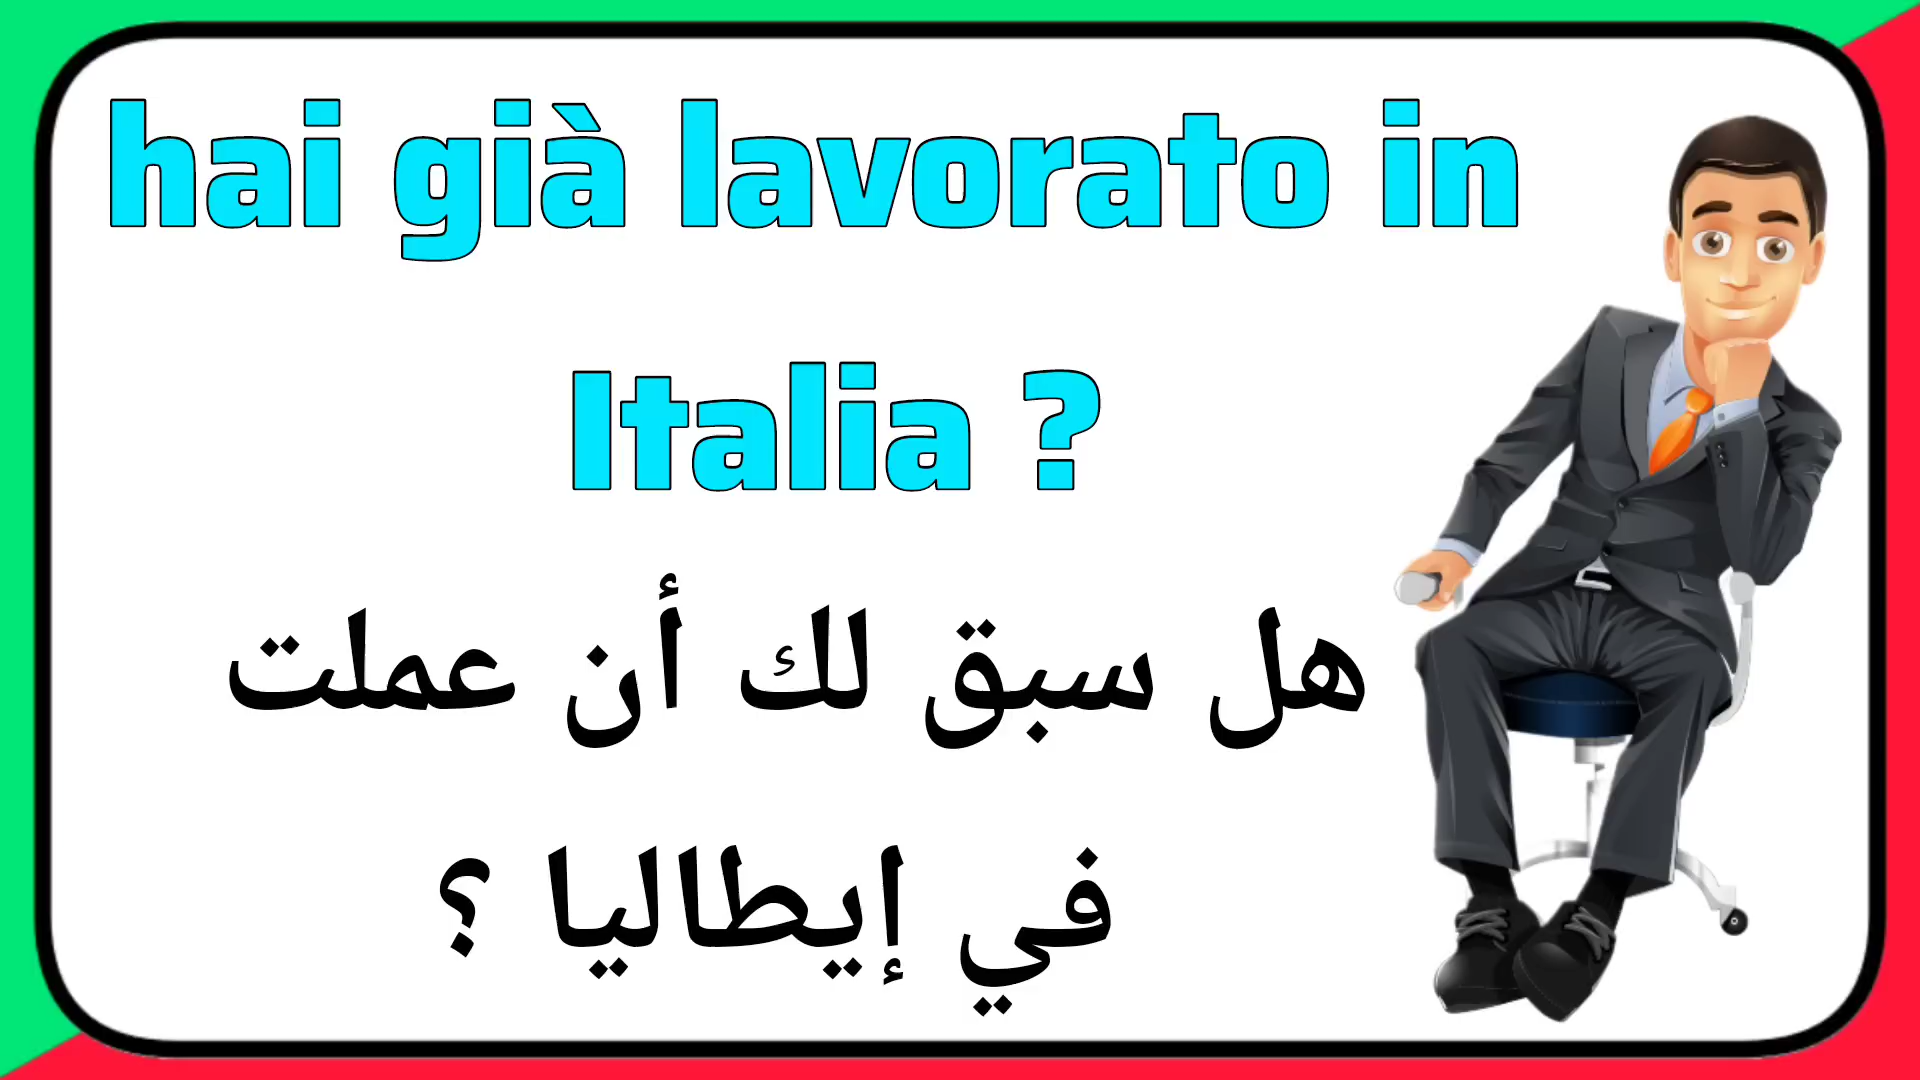 hai già lavorato in
Italia ?
هل سبق لك أن عملت
في إيطاليا ؟